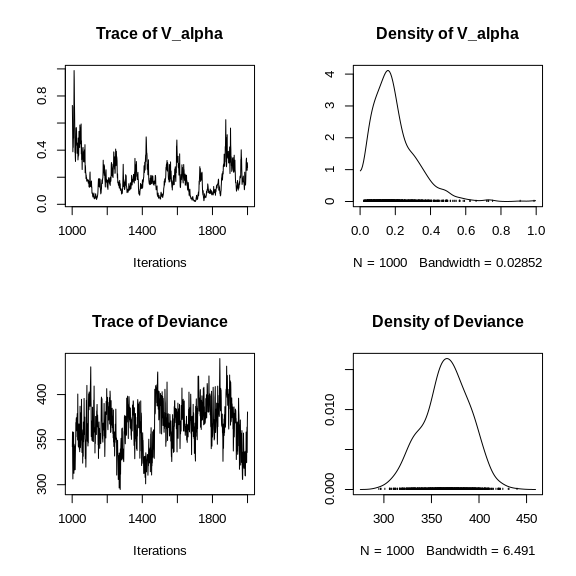 Trace of V_alpha
0.0 0.4 0.8
1000 1400 1800
Iterations
Density of V_alpha
0 1 2 3 4
0.0 0.2 0.4 0.6 0.8 1.0
N = 1000 Bandwidth = 0.02852
Trace of Deviance
300 350 400
1000 1400 1800
Iterations
Density of Deviance
0.000 0.010
300 350 400 450
N = 1000 Bandwidth = 6.491